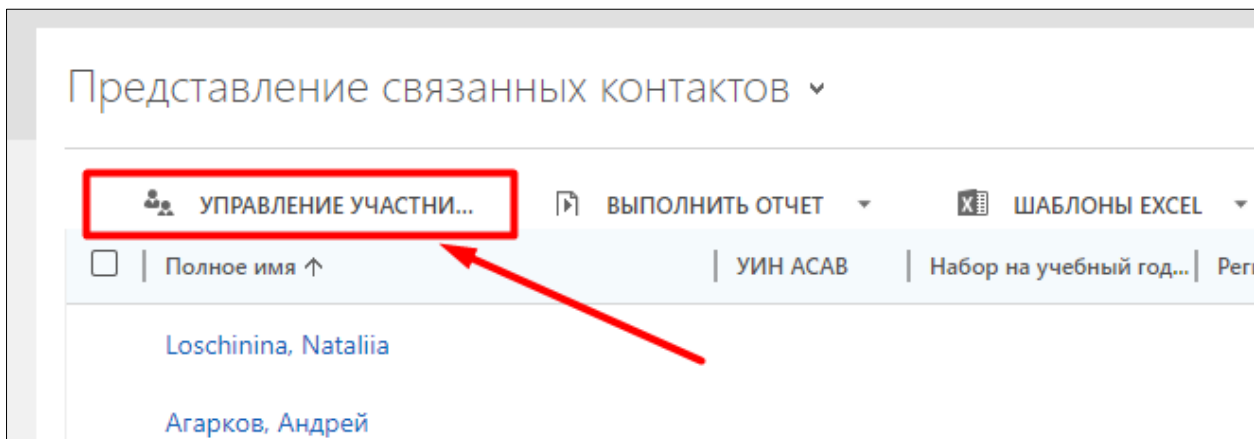 Представление связанных контактов
УПРАВЛЕНИЕ УЧАСТНИ... ВЫПОЛНИТЬ ОТЧЕТ ШАБЛОНЫ EXCEL
Полное имя ↑ УИН АСАВ Набор на учебный год...
Loschinina, Nataliia
Агарков, Андрей